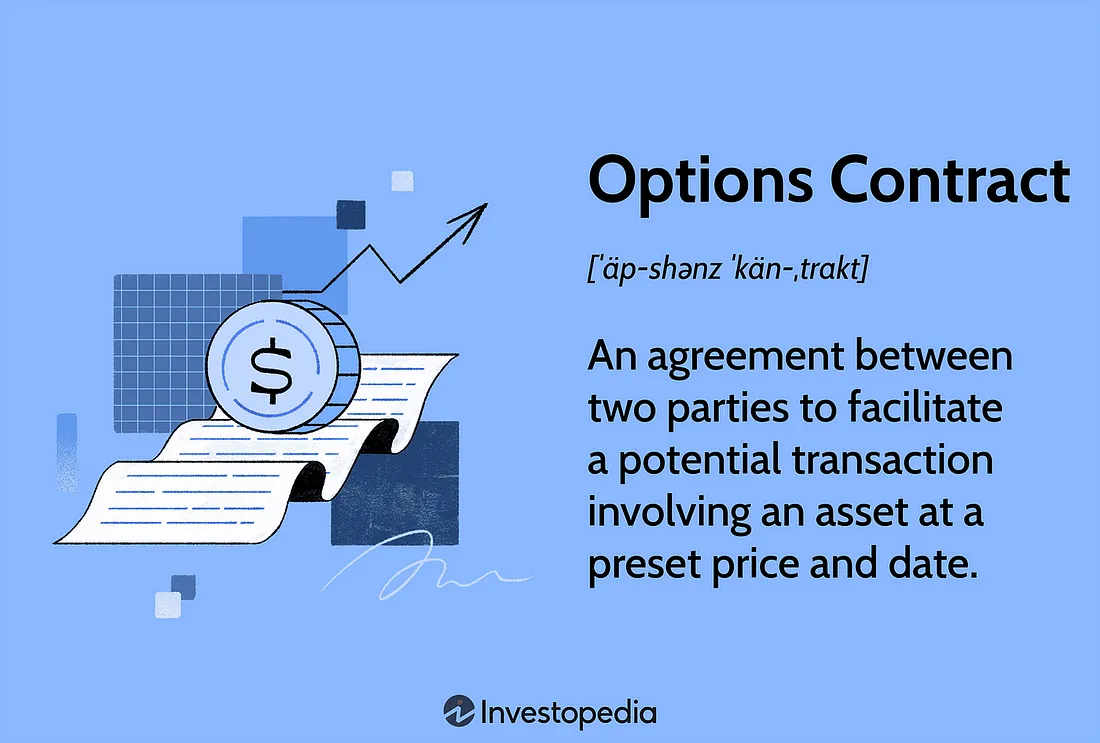 Options Contract
[ˈäp-shənz ˈkän-ˌtrakt]
An agreement between
two parties to facilitate
a potential transaction
involving an asset at a
preset price and date.
$
Investopedia